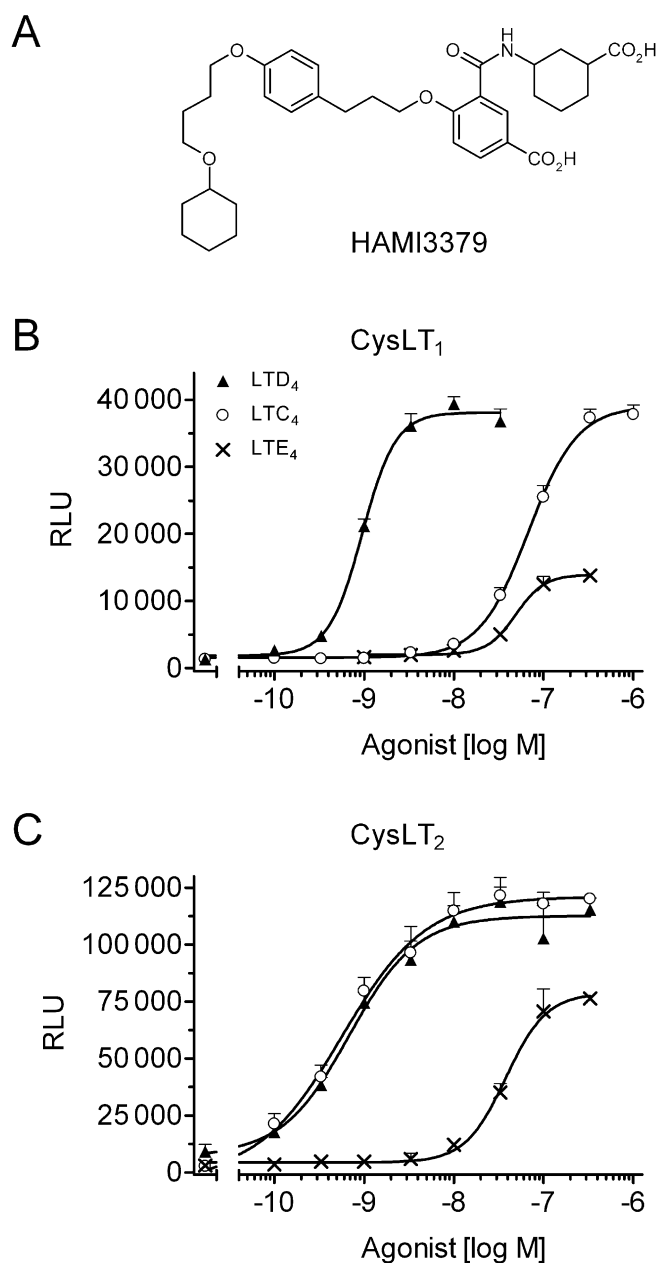 A
O
O
N
H
CO₂H
O
O
CO₂H
HAMI3379
B
CysLT₁
40 000
30 000
20 000
10 000
0
RLU
LTD₄
LTC₄
LTE₄
-10 -9 -8 -7 -6
Agonist [log M]
C
CysLT₂
125 000
100 000
75 000
50 000
25 000
0
RLU
-10 -9 -8 -7 -6
Agonist [log M]